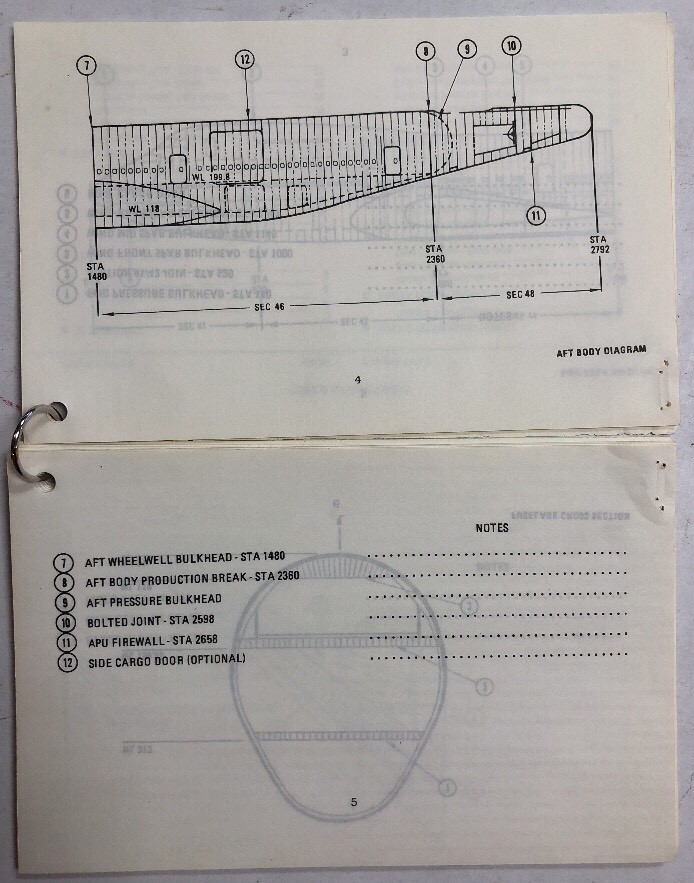 7 12 8 9 10
WL 199.8
WL 118
11
STA
1480
STA
2360
STA
2792
SEC 46
SEC 48
AFT BODY DIAGRAM
4
NOTES
7 AFT WHEELWELL BULKHEAD - STA 1480
8 AFT BODY PRODUCTION BREAK - STA 2360
9 AFT PRESSURE BULKHEAD
10 BOLTED JOINT - STA 2598
11 APU FIREWALL - STA 2658
12 SIDE CARGO DOOR (OPTIONAL)
5